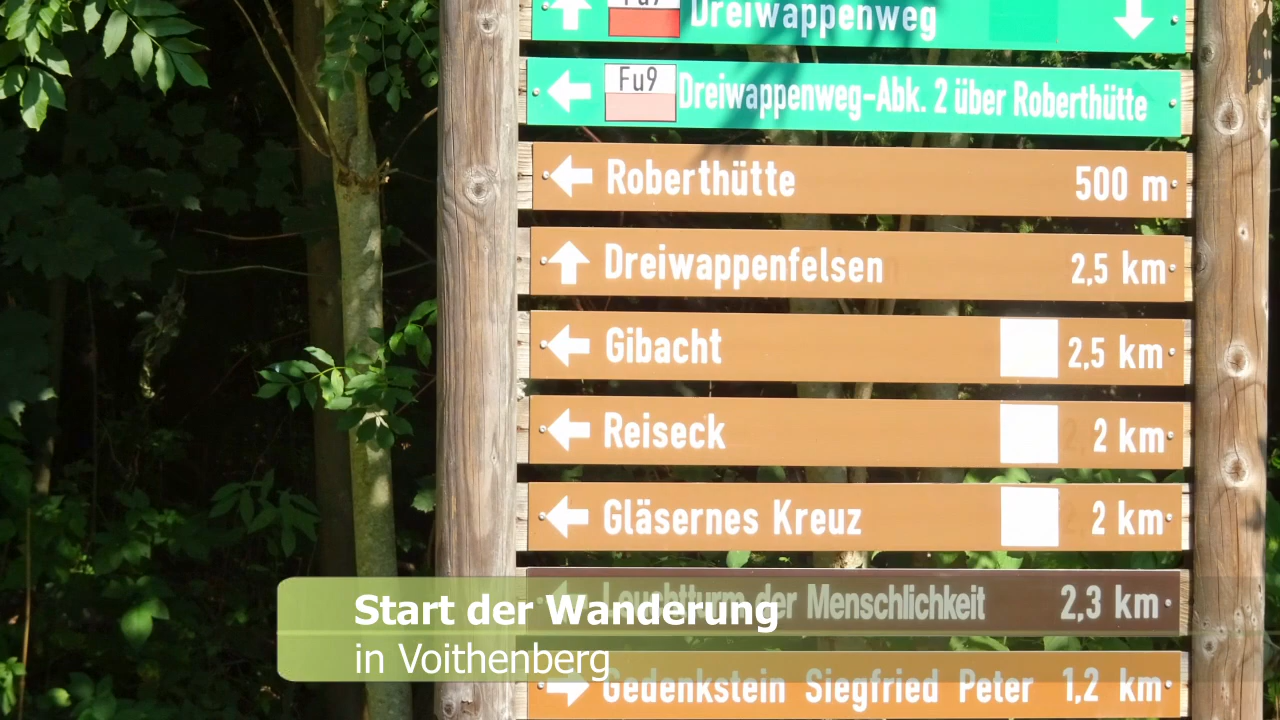 Fu9 Dreiwappenweg
Fu9 Dreiwappenweg-Abk. 2 über Roberthütte
Roberthütte 500 m
Dreiwappenfelsen 2,5 km
Gibacht 2,5 km
Reiseck 2 km
Gläsernes Kreuz 2 km
Leuchtturm der Menschlichkeit 2,3 km
Start der Wanderung
in Voithenberg
Gedenkstein Siegfried Peter 1,2 km